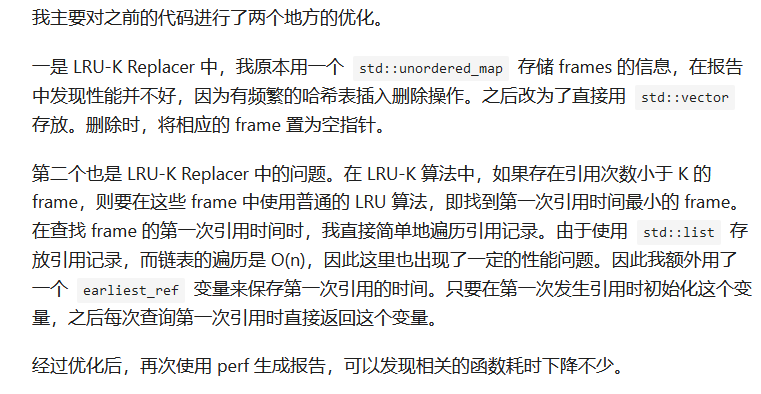 我主要对之前的代码进行了两个地方的优化。
一是 LRU-K Replacer 中，我原本用一个 std::unordered_map 存储 frames 的信息，在报告
中发现性能并不好，因为有频繁的哈希表插入删除操作。之后改为了直接用 std::vector
存放。删除时，将相应的 frame 置为空指针。
第二个也是 LRU-K Replacer 中的问题。在 LRU-K 算法中，如果存在引用次数小于 K 的
frame，则要在这些 frame 中使用普通的 LRU 算法，即找到第一次引用时间最小的 frame。
在查找 frame 的第一次引用时间时，我直接简单地遍历引用记录。由于使用 std::list 存
放引用记录，而链表的遍历是 O(n)，因此这里也出现了一定的性能问题。因此我额外用了
一个 earliest_ref 变量来保存第一次引用的时间。只要在第一次发生引用时初始化这个变
量，之后每次查询第一次引用时直接返回这个变量。
经过优化后，再次使用 perf 生成报告，可以发现相关的函数耗时下降不少。